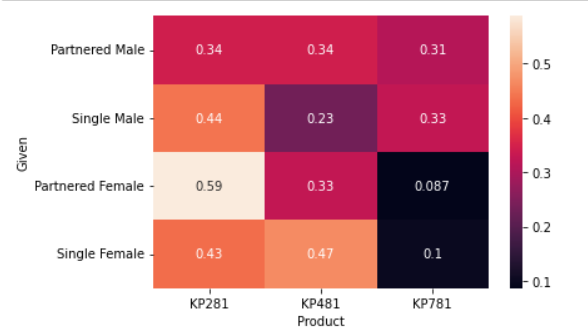 Partnered Male 0.34 0.34 0.31
Single Male 0.44 0.23 0.33
Partnered Female 0.59 0.33 0.087
Single Female 0.43 0.47 0.1
Given
KP281 KP481 KP781
Product
0.5
0.4
0.3
0.2
0.1